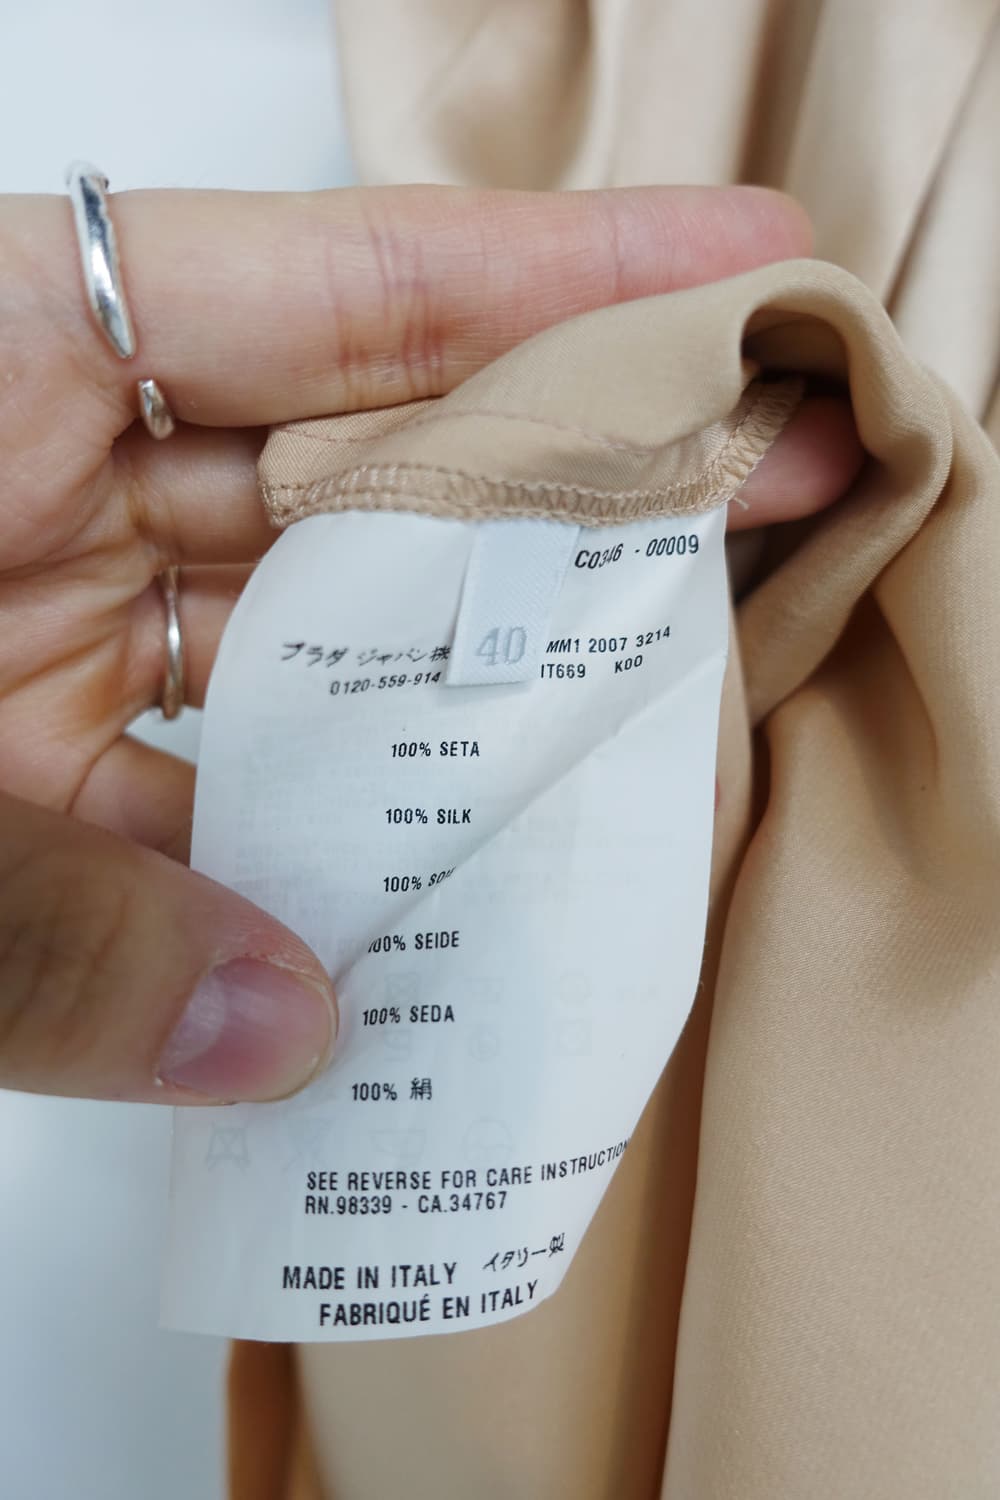 C0346 - 00009
40
プラダ ジャパン株
0120-559-914
MM1 2007 3214
IT669 K00
100% SETA
100% SILK
100%
100% SEIDE
100% SEDA
100% 絹
SEE REVERSE FOR CARE INSTRUCTION
RN.98339 - CA.34767
MADE IN ITALY イタリー製
FABRIQUÉ EN ITALY